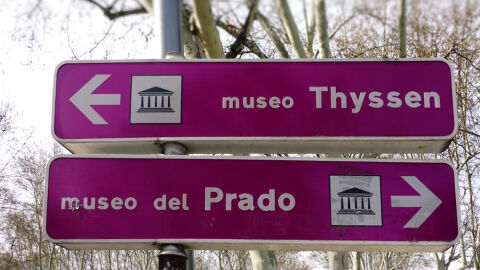 museo Thyssen
museo del Prado